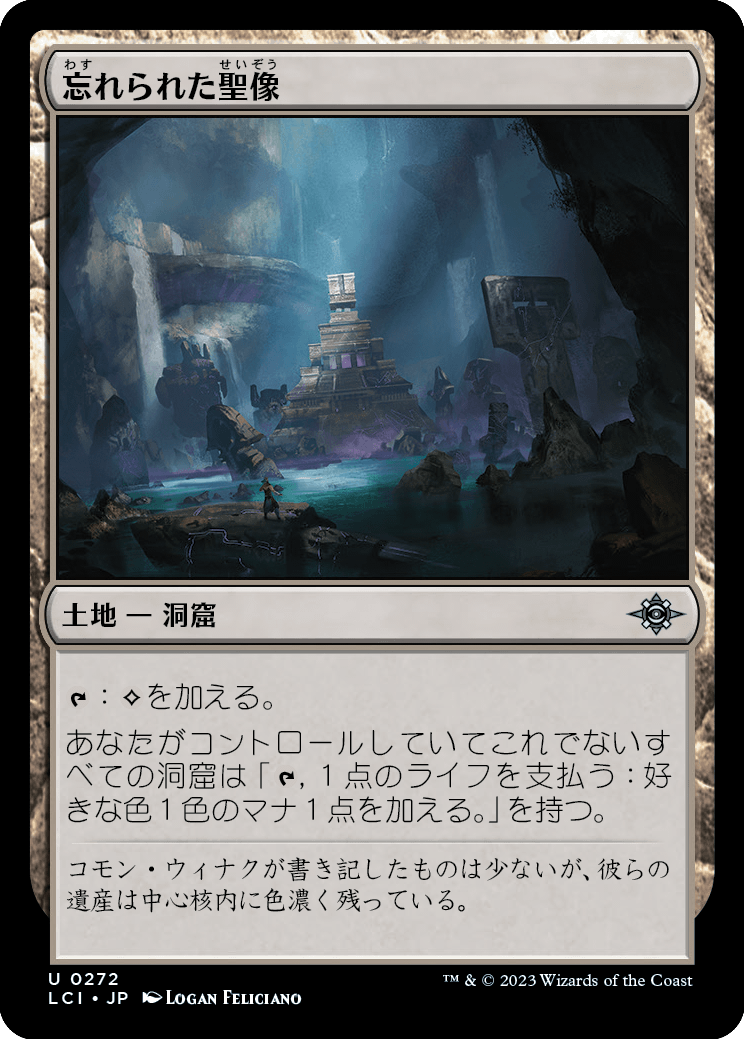 わす せいぞう
忘れられた聖像
土地 — 洞窟
：を加える。
あなたがコントロールしていてこれでないす
べての洞窟は「, １点のライフを支払う：好
きな色１色のマナ１点を加える。」を持つ。
コモン・ウィナクが書き記したものは少ないが、彼らの
遺産は中心核内に色濃く残っている。
U 0272
LCI • JP LOGAN FELICIANO
™ & © 2023 Wizards of the Coast